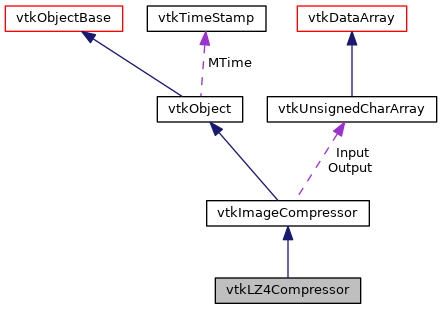 vtkObjectBase
vtkTimeStamp
vtkDataArray
MTime
vtkObject
vtkUnsignedCharArray
Input
Output
vtkImageCompressor
vtkLZ4Compressor